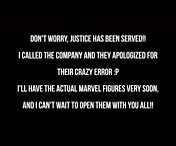 DON'T WORRY, JUSTICE HAS BEEN SERVED!!
I CALLED THE COMPANY AND THEY APOLOGIZED FOR
THEIR CRAZY ERROR :P
I'LL HAVE THE ACTUAL MARVEL FIGURES VERY SOON,
AND I CAN'T WAIT TO OPEN THEM WITH YOU ALL!!